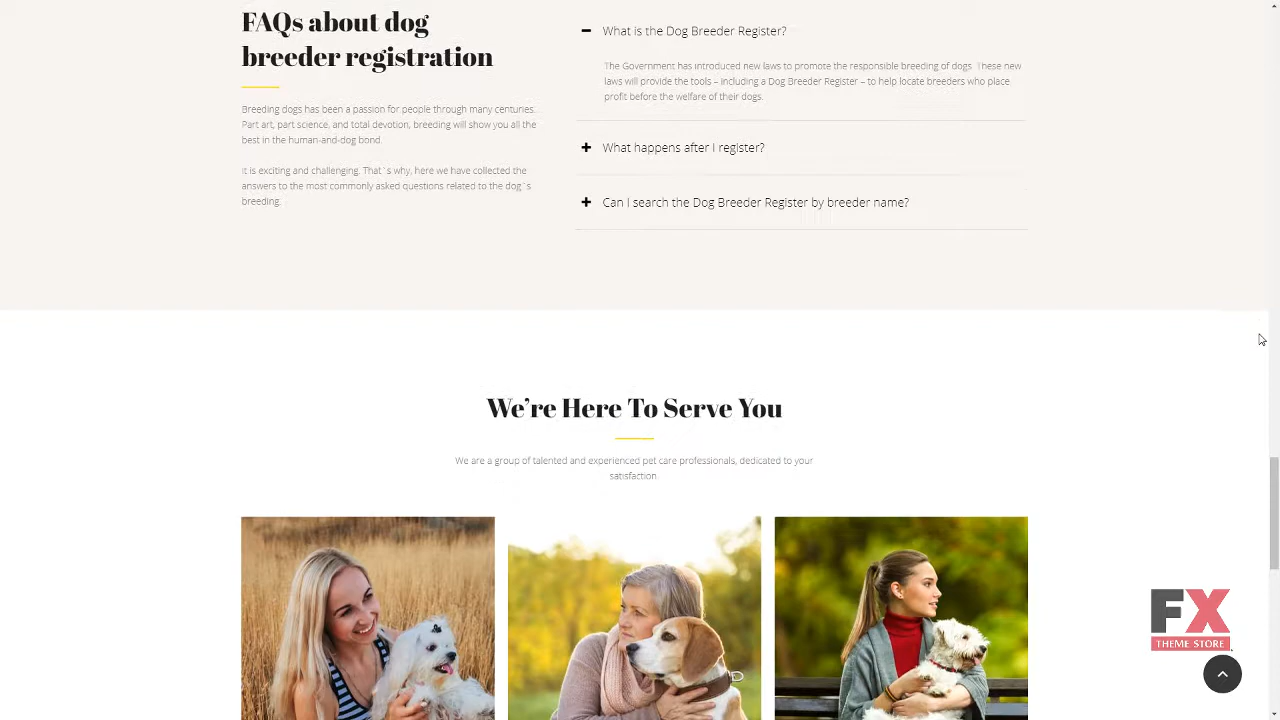 FAQs about dog
breeder registration
Breeding dogs has been a passion for people through many centuries.
Part art, part science, and total devotion, breeding will show you all the
best in the human-and-dog bond.
It is exciting and challenging. That`s why, here we have collected the
answers to the most commonly asked questions related to the dog`s
breeding.
What is the Dog Breeder Register?
The Government has introduced new laws to promote the responsible breeding of dogs. These new
laws will provide the tools – including a Dog Breeder Register – to help locate breeders who place
profit before the welfare of their dogs.
What happens after I register?
Can I search the Dog Breeder Register by breeder name?
We’re Here To Serve You
We are a group of talented and experienced pet care professionals, dedicated to your
satisfaction.
FX
THEME STORE